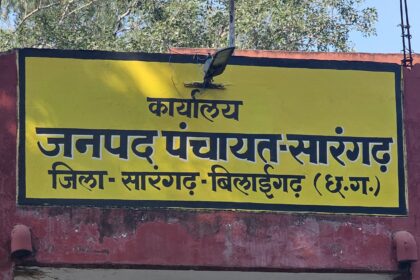 कार्यालय
जनपद पंचायत-सारंगढ़
जिला- सारंगढ़-बिलाईगढ़ (छ.ग.)